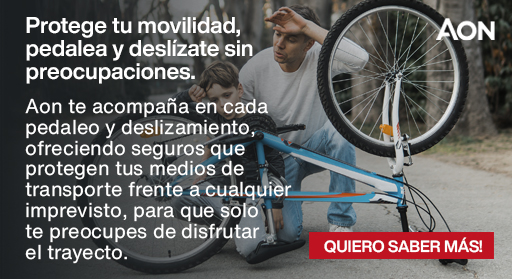 Protege tu movilidad,
pedalea y deslízate sin
preocupaciones.
AON
Aon te acompaña en cada
pedaleo y deslizamiento,
ofreciendo seguros que
protegen tus medios de
transporte frente a cualquier
imprevisto, para que solo
te preocupes de disfrutar
el trayecto.
QUIERO SABER MÁS!